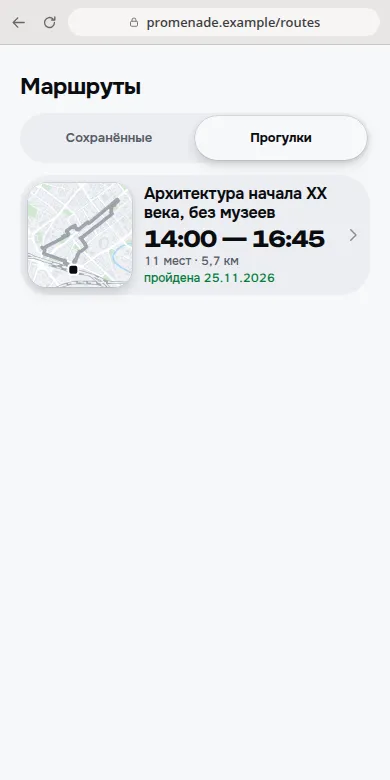 promenade.example/routes
Маршруты
Сохранённые
Прогулки
Архитектура начала XX
века, без музеев
14:00 — 16:45
11 мест · 5,7 км
пройдена 25.11.2026